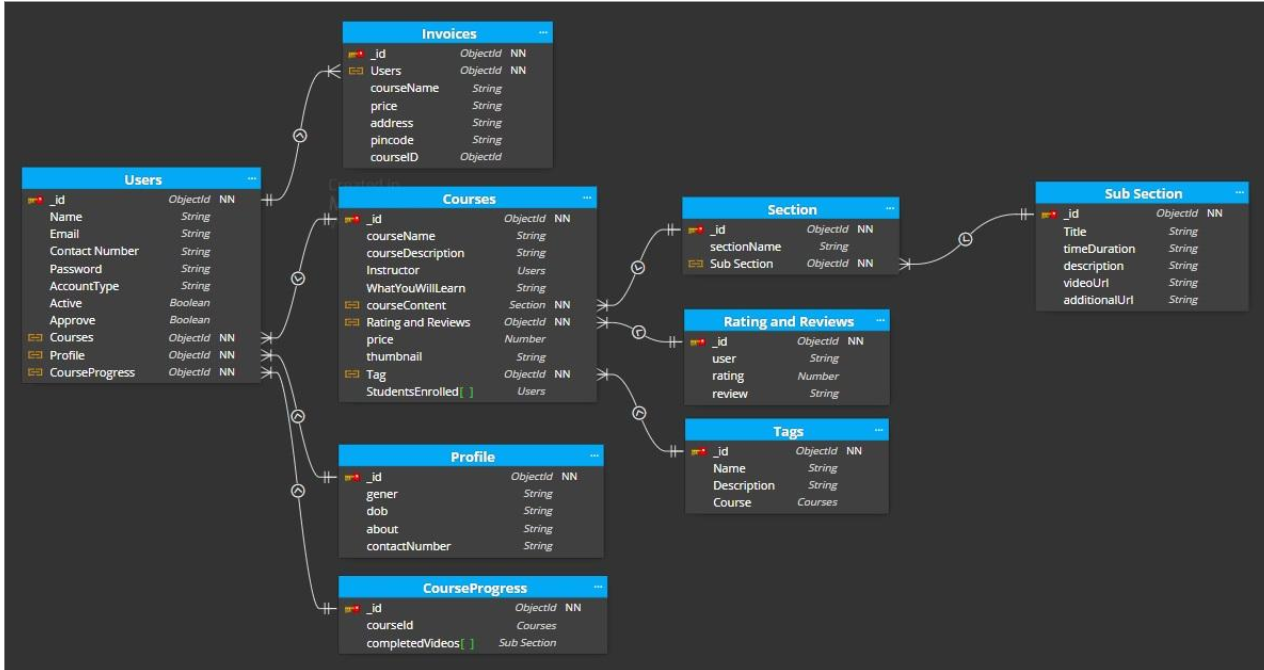 Invoices ...
_id ObjectId NN
Users ObjectId NN
courseName String
price String
address String
pincode String
courseID ObjectId
Users ...
_id ObjectId NN
Name String
Email String
Contact Number String
Password String
AccountType String
Active Boolean
Approve Boolean
Courses ObjectId NN
Profile ObjectId NN
CourseProgress ObjectId NN
Created in
Courses ...
_id ObjectId NN
courseName String
courseDescription String
Instructor Users
WhatYouWillLearn String
courseContent Section NN
Rating and Reviews ObjectId NN
price Number
thumbnail String
Tag ObjectId NN
StudentsEnrolled[ ] Users
Profile ...
_id ObjectId NN
gener String
dob String
about String
contactNumber String
CourseProgress ...
_id ObjectId NN
courseId Courses
completedVideos[ ] Sub Section
Section ...
_id ObjectId NN
sectionName String
Sub Section ObjectId NN
Rating and Reviews ...
_id ObjectId NN
user String
rating Number
review String
Tags ...
_id ObjectId NN
Name String
Description String
Course Courses
Sub Section ...
_id ObjectId NN
Title String
timeDuration String
description String
videoUrl String
additionalUrl String